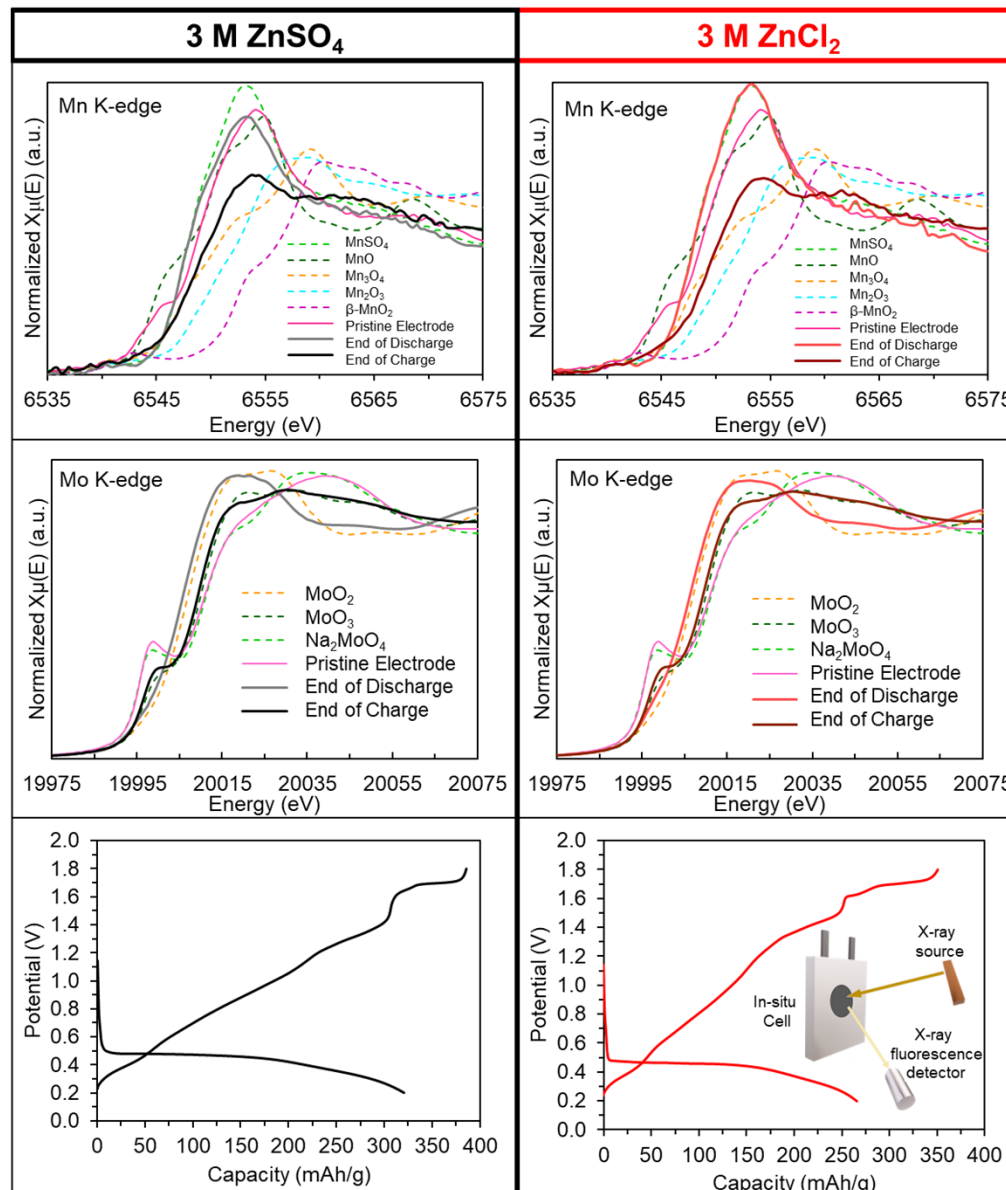 3 M ZnSO₄
3 M ZnCl₂
Mn K-edge
Normalized Xμ(E) (a.u.)
MnSO₄
MnO
Mn₃O₄
Mn₂O₃
β-MnO₂
Pristine Electrode
End of Discharge
End of Charge
6535 6545 6555 6565 6575
Energy (eV)
Mn K-edge
Normalized Xμ(E) (a.u.)
MnSO₄
MnO
Mn₃O₄
Mn₂O₃
β-MnO₂
Pristine Electrode
End of Discharge
End of Charge
6535 6545 6555 6565 6575
Energy (eV)
Mo K-edge
Normalized Xμ(E) (a.u.)
MoO₂
MoO₃
Na₂MoO₄
Pristine Electrode
End of Discharge
End of Charge
19975 19995 20015 20035 20055 20075
Energy (eV)
Mo K-edge
Normalized Xμ(E) (a.u.)
MoO₂
MoO₃
Na₂MoO₄
Pristine Electrode
End of Discharge
End of Charge
19975 19995 20015 20035 20055 20075
Energy (eV)
Potential (V)
2.0
1.8
1.6
1.4
1.2
1.0
0.8
0.6
0.4
0.2
0.0
0 50 100 150 200 250 300 350 400
Capacity (mAh/g)
Potential (V)
2.0
1.8
1.6
1.4
1.2
1.0
0.8
0.6
0.4
0.2
0.0
X-ray
source
In-situ
Cell
X-ray
fluorescence
detector
0 50 100 150 200 250 300 350 400
Capacity (mAh/g)